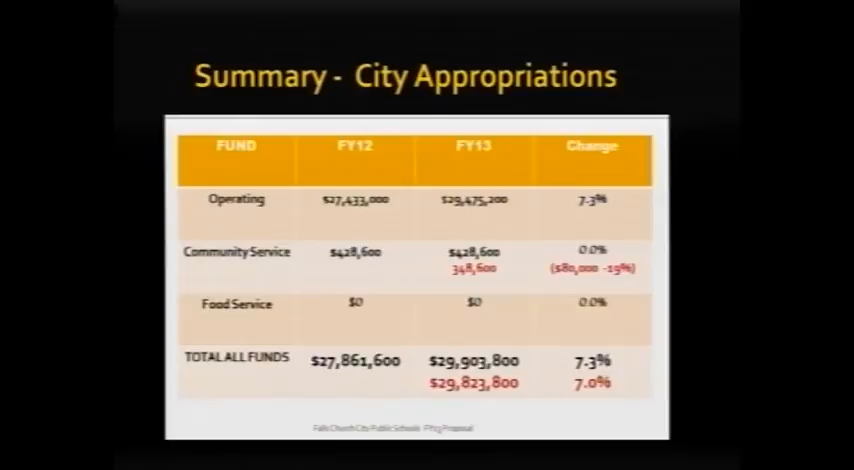 Summary - City Appropriations
FUND FY12 FY13 Change
Operating $27,433,000 $29,475,200 7.3%
Community Service $428,600 $428,600 0.0%
348,600 ($80,000 -19%)
Food Service $0 $0 0.0%
TOTAL ALL FUNDS $27,861,600 $29,903,800 7.3%
$29,823,800 7.0%
Falls Church City Public Schools FY13 Proposal